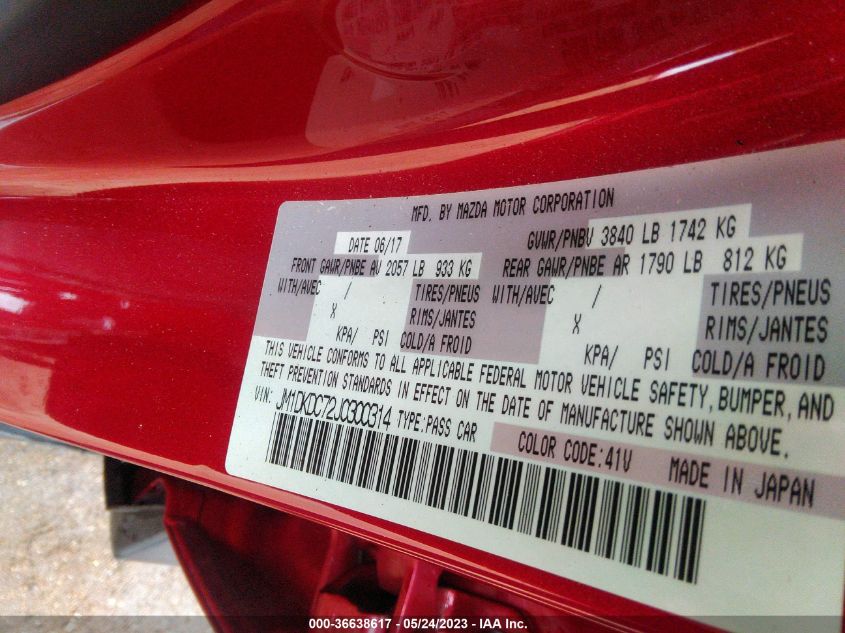 MFD. BY MAZDA MOTOR CORPORATION
DATE 06/17 GVWR/PNBV 3840 LB 1742 KG
FRONT GAWR/PNBE AV 2057 LB 933 KG REAR GAWR/PNBE AR 1790 LB 812 KG
WITH/AVEC / TIRES/PNEUS WITH/AVEC / TIRES/PNEUS
X RIMS/JANTES X RIMS/JANTES
KPA/ PSI COLD/A FROID KPA/ PSI COLD/A FROID
THIS VEHICLE CONFORMS TO ALL APPLICABLE FEDERAL MOTOR VEHICLE SAFETY, BUMPER, AND
THEFT PREVENTION STANDARDS IN EFFECT ON THE DATE OF MANUFACTURE SHOWN ABOVE.
VIN: JM1DKDC72J0300314 TYPE:PASS CAR COLOR CODE:41V MADE IN JAPAN
000-36638617 - 05/24/2023 - IAA Inc.